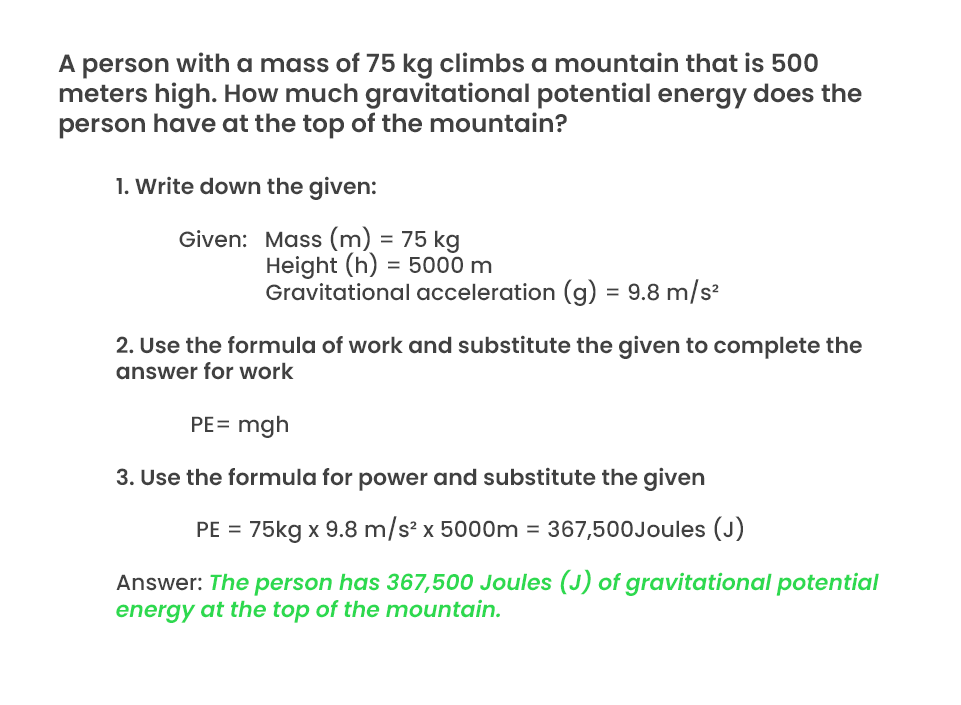 A person with a mass of 75 kg climbs a mountain that is 500
meters high. How much gravitational potential energy does the
person have at the top of the mountain?
1. Write down the given:
Given: Mass (m) = 75 kg
Height (h) = 5000 m
Gravitational acceleration (g) = 9.8 m/s²
2. Use the formula of work and substitute the given to complete the
answer for work
PE= mgh
3. Use the formula for power and substitute the given
PE = 75kg x 9.8 m/s² x 5000m = 367,500Joules (J)
Answer: The person has 367,500 Joules (J) of gravitational potential
energy at the top of the mountain.